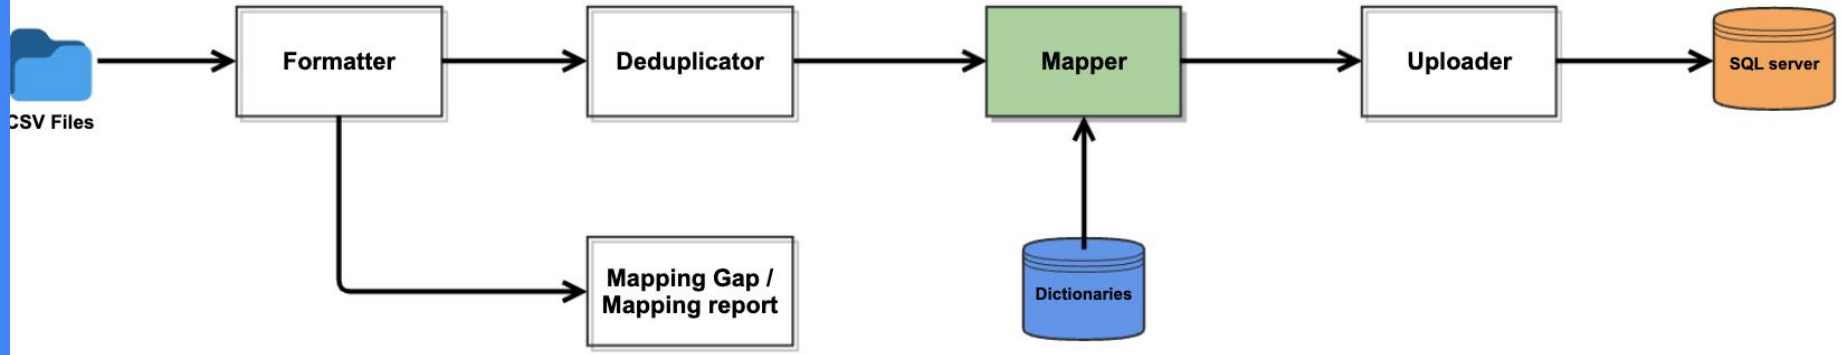 Formatter
Deduplicator
Mapper
Uploader
SQL server
CSV Files
Mapping Gap /
Mapping report
Dictionaries